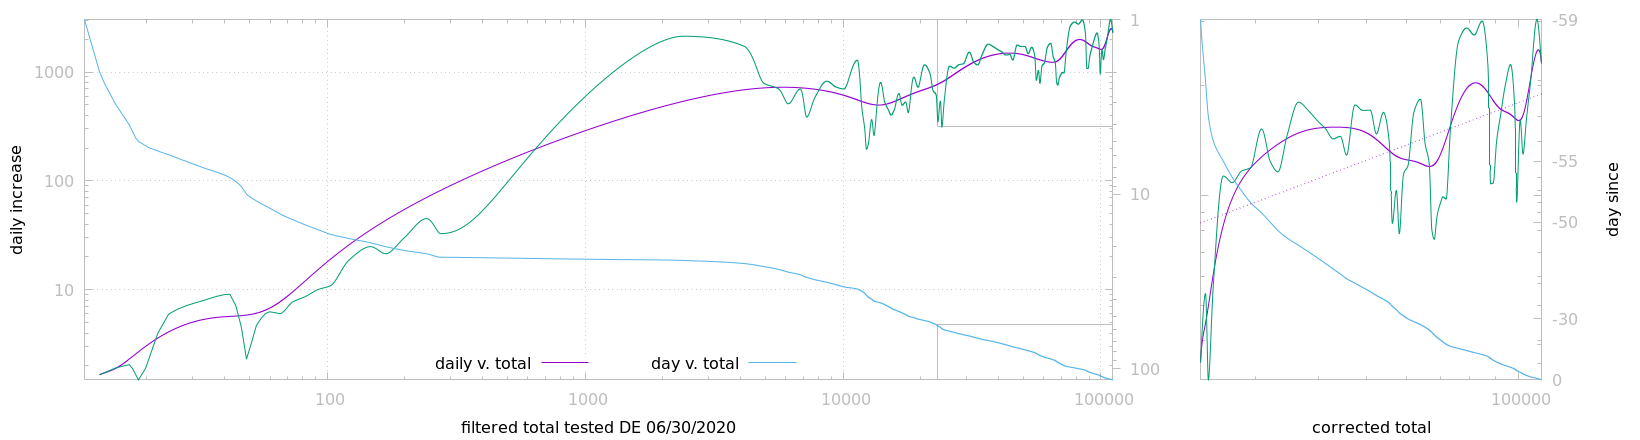 daily increase
1000
100
10
100
1000
10000
100000
1
10
100
daily v. total
day v. total
filtered total tested DE 06/30/2020
-59
-55
-50
-30
0
day since
100000
corrected total